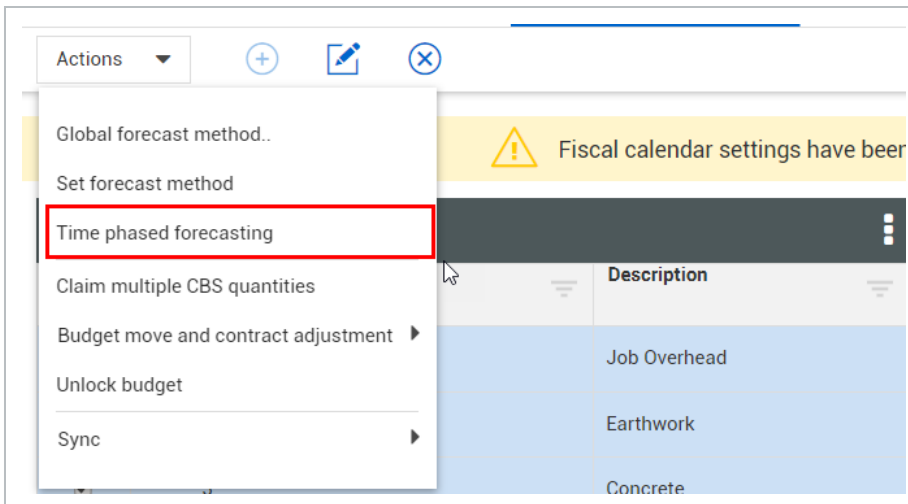 Actions
Fiscal calendar settings have been
Global forecast method..
Set forecast method
Time phased forecasting
Description
Claim multiple CBS quantities
Budget move and contract adjustment
Job Overhead
Unlock budget
Earthwork
Sync
Concrete